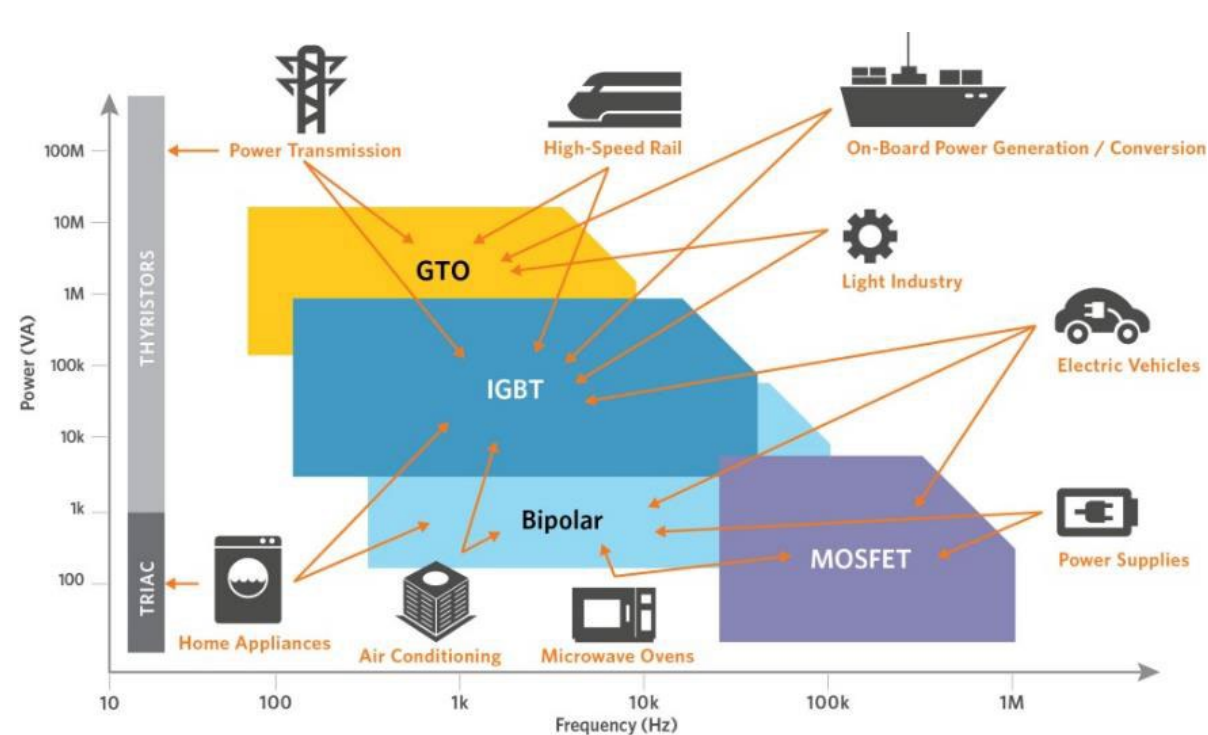 Power Transmission
High-Speed Rail
On-Board Power Generation / Conversion
Light Industry
Electric Vehicles
Power Supplies
Power (VA)
100M
10M
1M
100k
10k
1k
100
THYRISTORS
TRIAC
GTO
IGBT
Bipolar
MOSFET
Home Appliances
Air Conditioning
Microwave Ovens
10
100
1k
10k
100k
1M
Frequency (Hz)